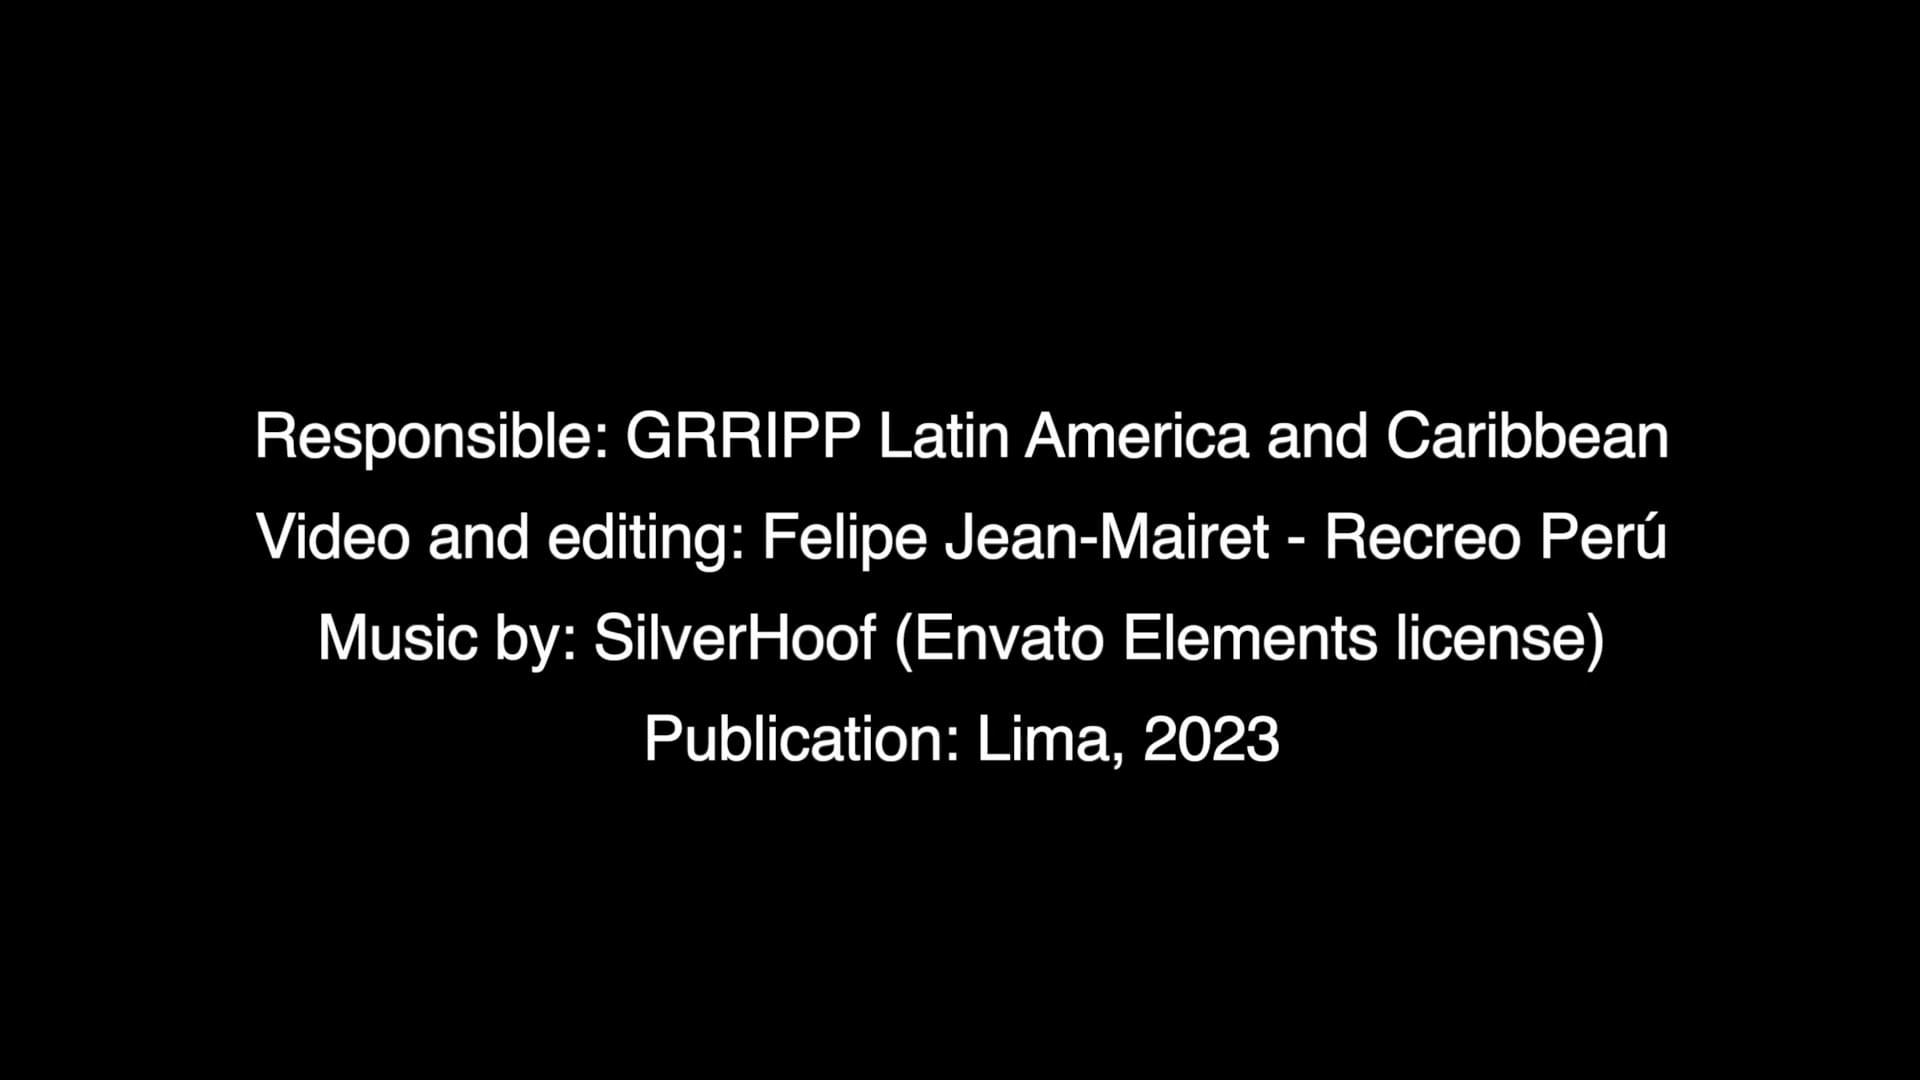 Responsible: GRRIPP Latin America and Caribbean
Video and editing: Felipe Jean-Mairet - Recreo Perú
Music by: SilverHoof (Envato Elements license)
Publication: Lima, 2023